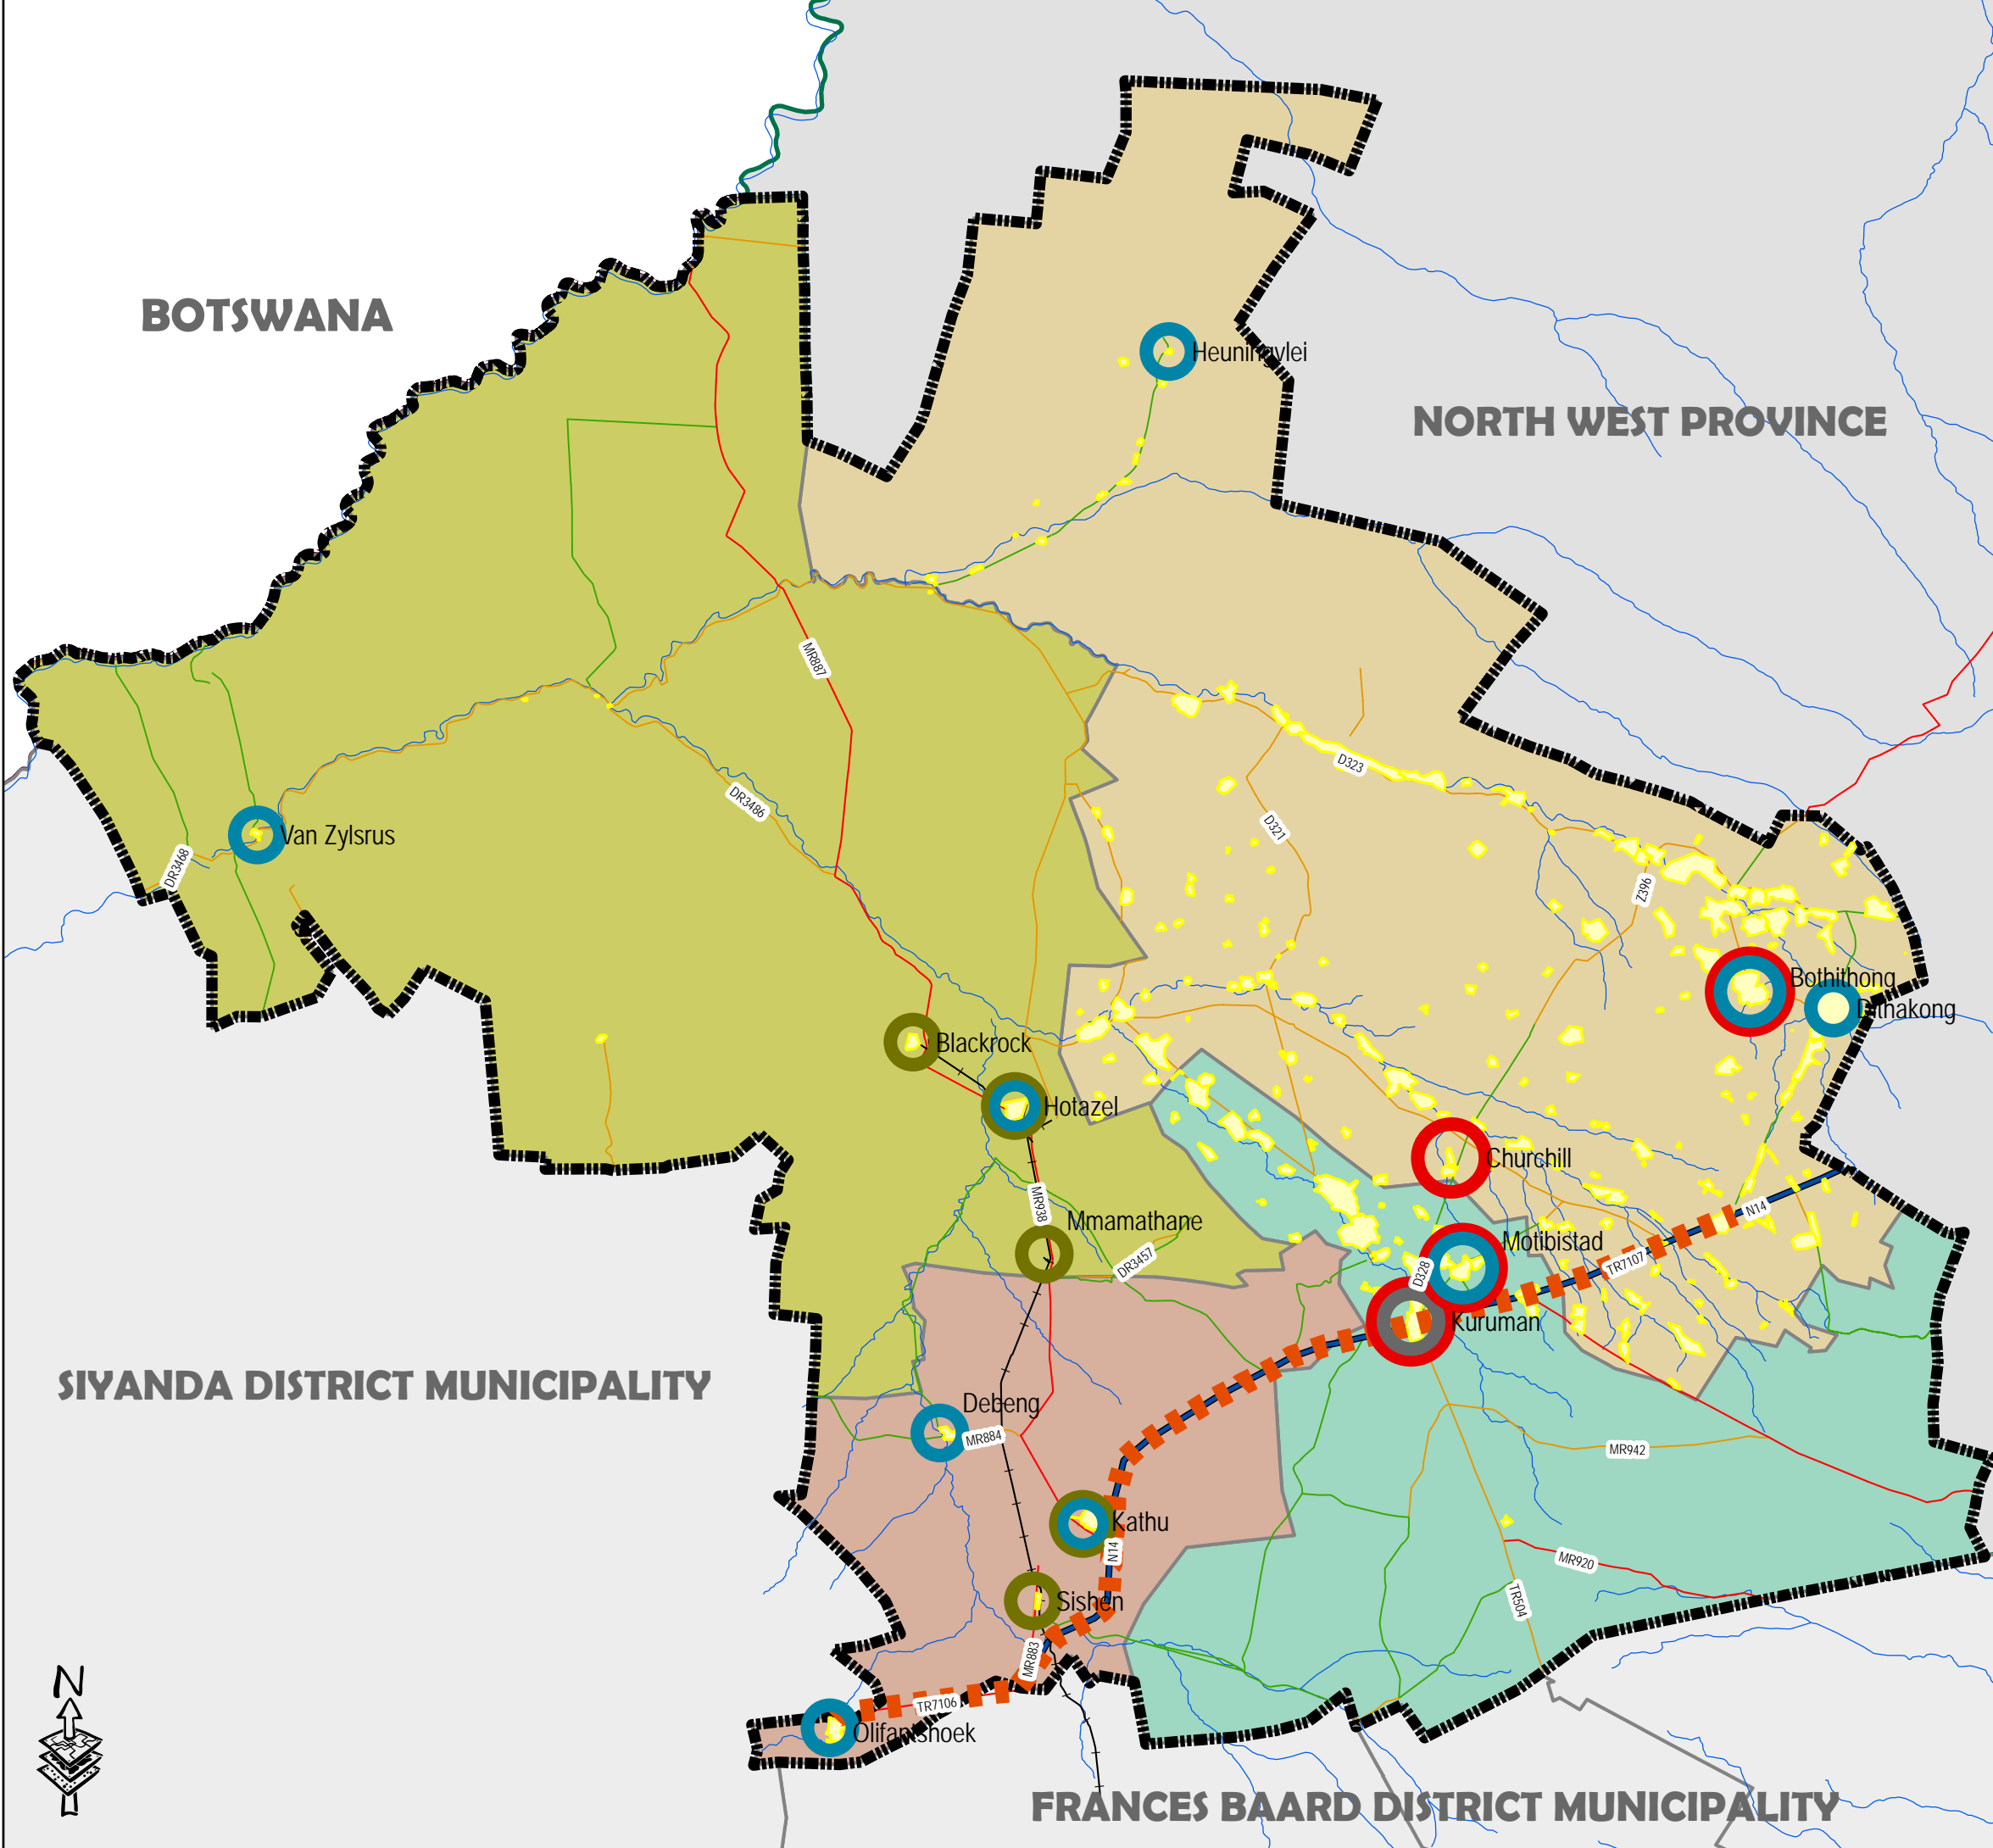 BOTSWANA
Heuningvlei
NORTH WEST PROVINCE
MR887
D323
DR3486
D321
Van Zylsrus
DR3468
Z396
Bothithong
Dithakong
Blackrock
Hotazel
Churchill
MR938
Mmamathane
N14
Motibistad
DR3457
D328
TR7107
Kuruman
SIYANDA DISTRICT MUNICIPALITY
Debeng
MR884
MR942
Kathu
N14
MR920
Sishen
TR504
MR883
N
TR7106
Olifantshoek
FRANCES BAARD DISTRICT MUNICIPALITY